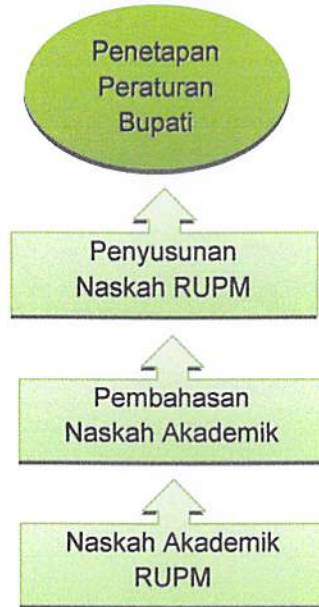 Penetapan
Peraturan
Bupati
Penyusunan
Naskah RUPM
Pembahasan
Naskah Akademik
Naskah Akademik
RUPM